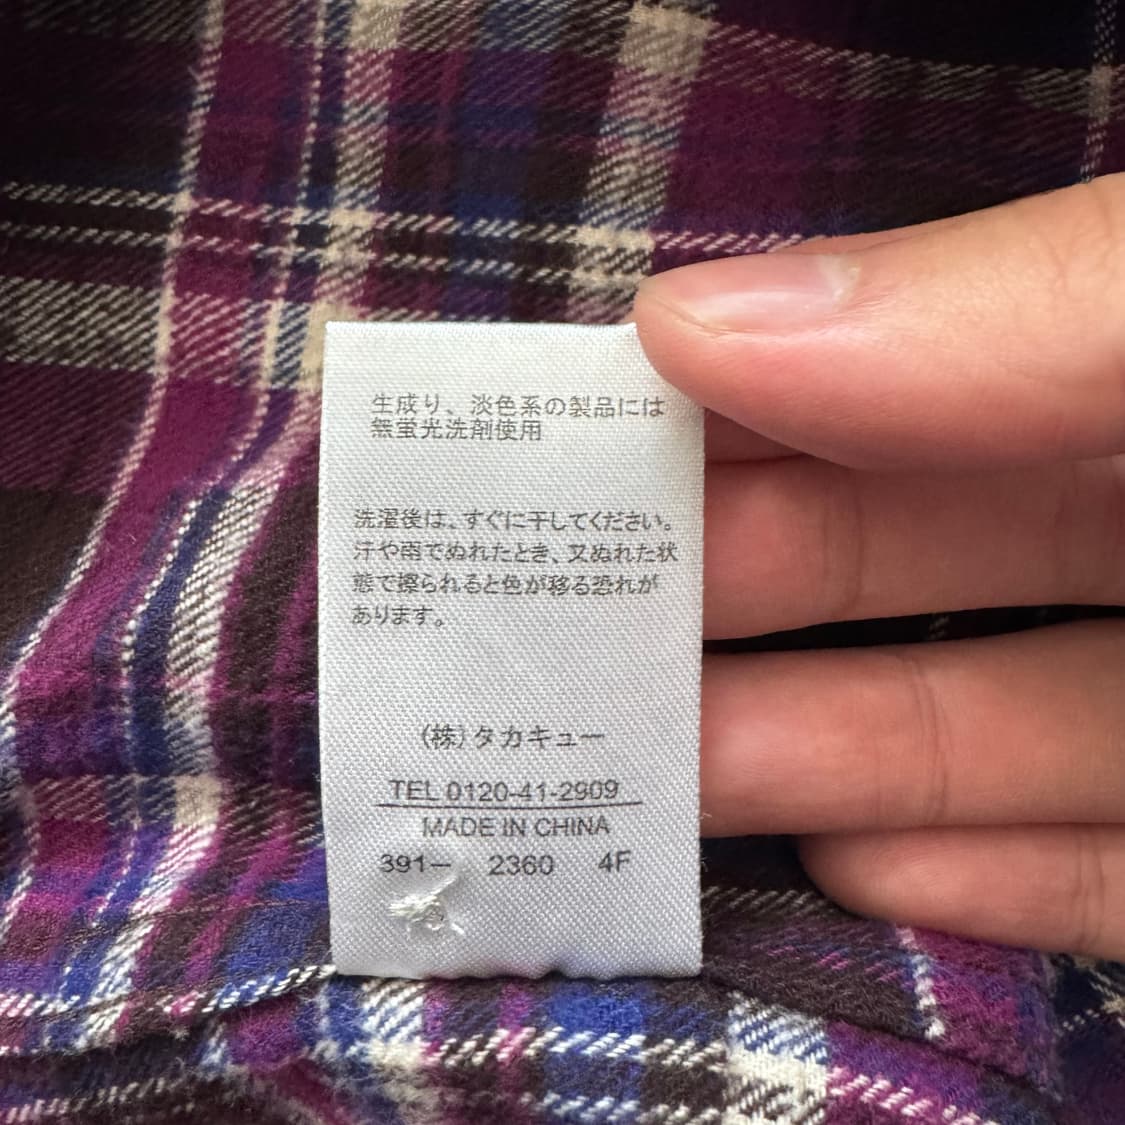 生成り、淡色系の製品には
無蛍光洗剤使用
洗濯後は、すぐに干してください。
汗や雨でぬれたとき、又ぬれた状
態で擦られると色が移る恐れが
あります。
(株)タカキュー
TEL 0120-41-2909
MADE IN CHINA
391- 2360 4F